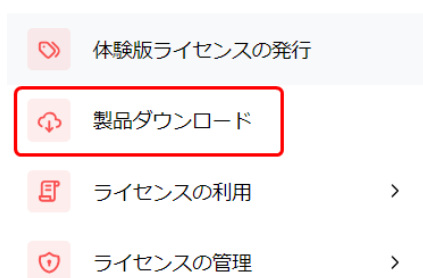 体験版ライセンスの発行
製品ダウンロード
ライセンスの利用
ライセンスの管理